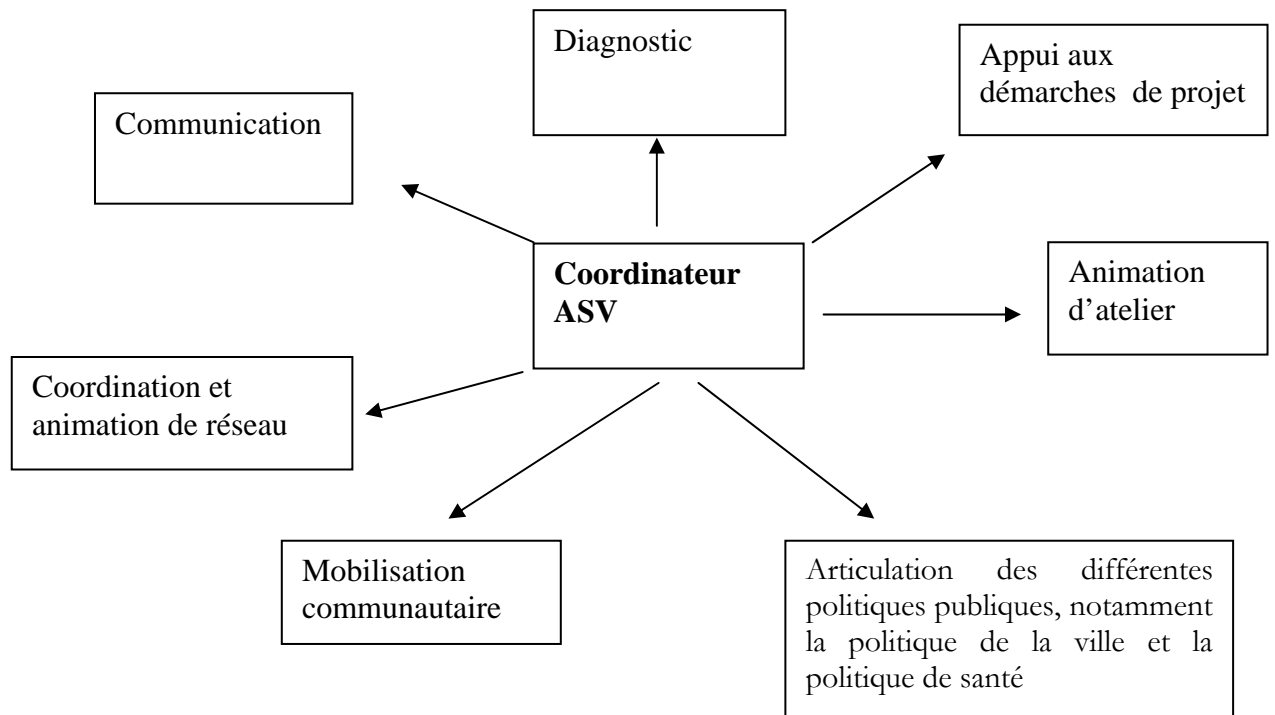 Diagnostic
Appui aux
démarches de projet
Communication
Coordinateur
ASV
Animation
d’atelier
Coordination et
animation de réseau
Mobilisation
communautaire
Articulation des différentes
politiques publiques, notamment
la politique de la ville et la
politique de santé